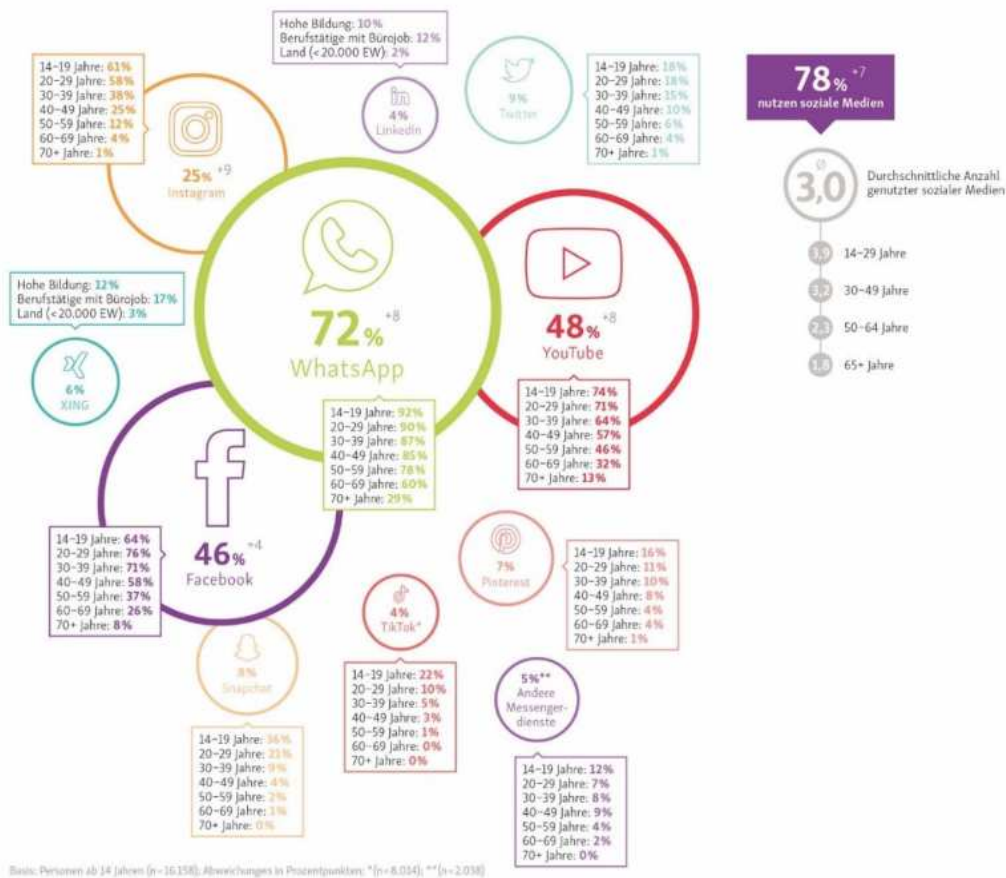 Hohe Bildung: 10%
Berufstätige mit Bürojob: 12%
Land (<20.000 EW): 2%
4%
LinkedIn
9%
Twitter
14–19 Jahre: 18%
20–29 Jahre: 18%
30–39 Jahre: 15%
40–49 Jahre: 10%
50–59 Jahre: 6%
60–69 Jahre: 4%
70+ Jahre: 1%
78% +7
nutzen soziale Medien
Ø
3,0
Durchschnittliche Anzahl
genutzter sozialer Medien
3,9 14–29 Jahre
3,2 30–49 Jahre
2,3 50–64 Jahre
1,8 65+ Jahre
14–19 Jahre: 61%
20–29 Jahre: 58%
30–39 Jahre: 38%
40–49 Jahre: 25%
50–59 Jahre: 12%
60–69 Jahre: 4%
70+ Jahre: 1%
25% +9
Instagram
72% +8
WhatsApp
14–19 Jahre: 92%
20–29 Jahre: 90%
30–39 Jahre: 87%
40–49 Jahre: 85%
50–59 Jahre: 78%
60–69 Jahre: 60%
70+ Jahre: 29%
48% +8
YouTube
14–19 Jahre: 74%
20–29 Jahre: 71%
30–39 Jahre: 64%
40–49 Jahre: 57%
50–59 Jahre: 46%
60–69 Jahre: 32%
70+ Jahre: 13%
Hohe Bildung: 12%
Berufstätige mit Bürojob: 17%
Land (<20.000 EW): 3%
6%
XING
46% +4
Facebook
14–19 Jahre: 64%
20–29 Jahre: 76%
30–39 Jahre: 71%
40–49 Jahre: 58%
50–59 Jahre: 37%
60–69 Jahre: 26%
70+ Jahre: 8%
7%
Pinterest
14–19 Jahre: 16%
20–29 Jahre: 11%
30–39 Jahre: 10%
40–49 Jahre: 8%
50–59 Jahre: 4%
60–69 Jahre: 4%
70+ Jahre: 1%
4%
TikTok*
14–19 Jahre: 22%
20–29 Jahre: 10%
30–39 Jahre: 5%
40–49 Jahre: 3%
50–59 Jahre: 1%
60–69 Jahre: 0%
70+ Jahre: 0%
8%
Snapchat
14–19 Jahre: 36%
20–29 Jahre: 21%
30–39 Jahre: 9%
40–49 Jahre: 4%
50–59 Jahre: 2%
60–69 Jahre: 1%
70+ Jahre: 0%
5%**
Andere
Messenger-
dienste
14–19 Jahre: 12%
20–29 Jahre: 7%
30–39 Jahre: 8%
40–49 Jahre: 9%
50–59 Jahre: 4%
60–69 Jahre: 2%
70+ Jahre: 0%
Basis: Personen ab 14 Jahren (n=16.158); Abweichungen in Prozentpunkten; *(n=8.014); **(n=2.038)